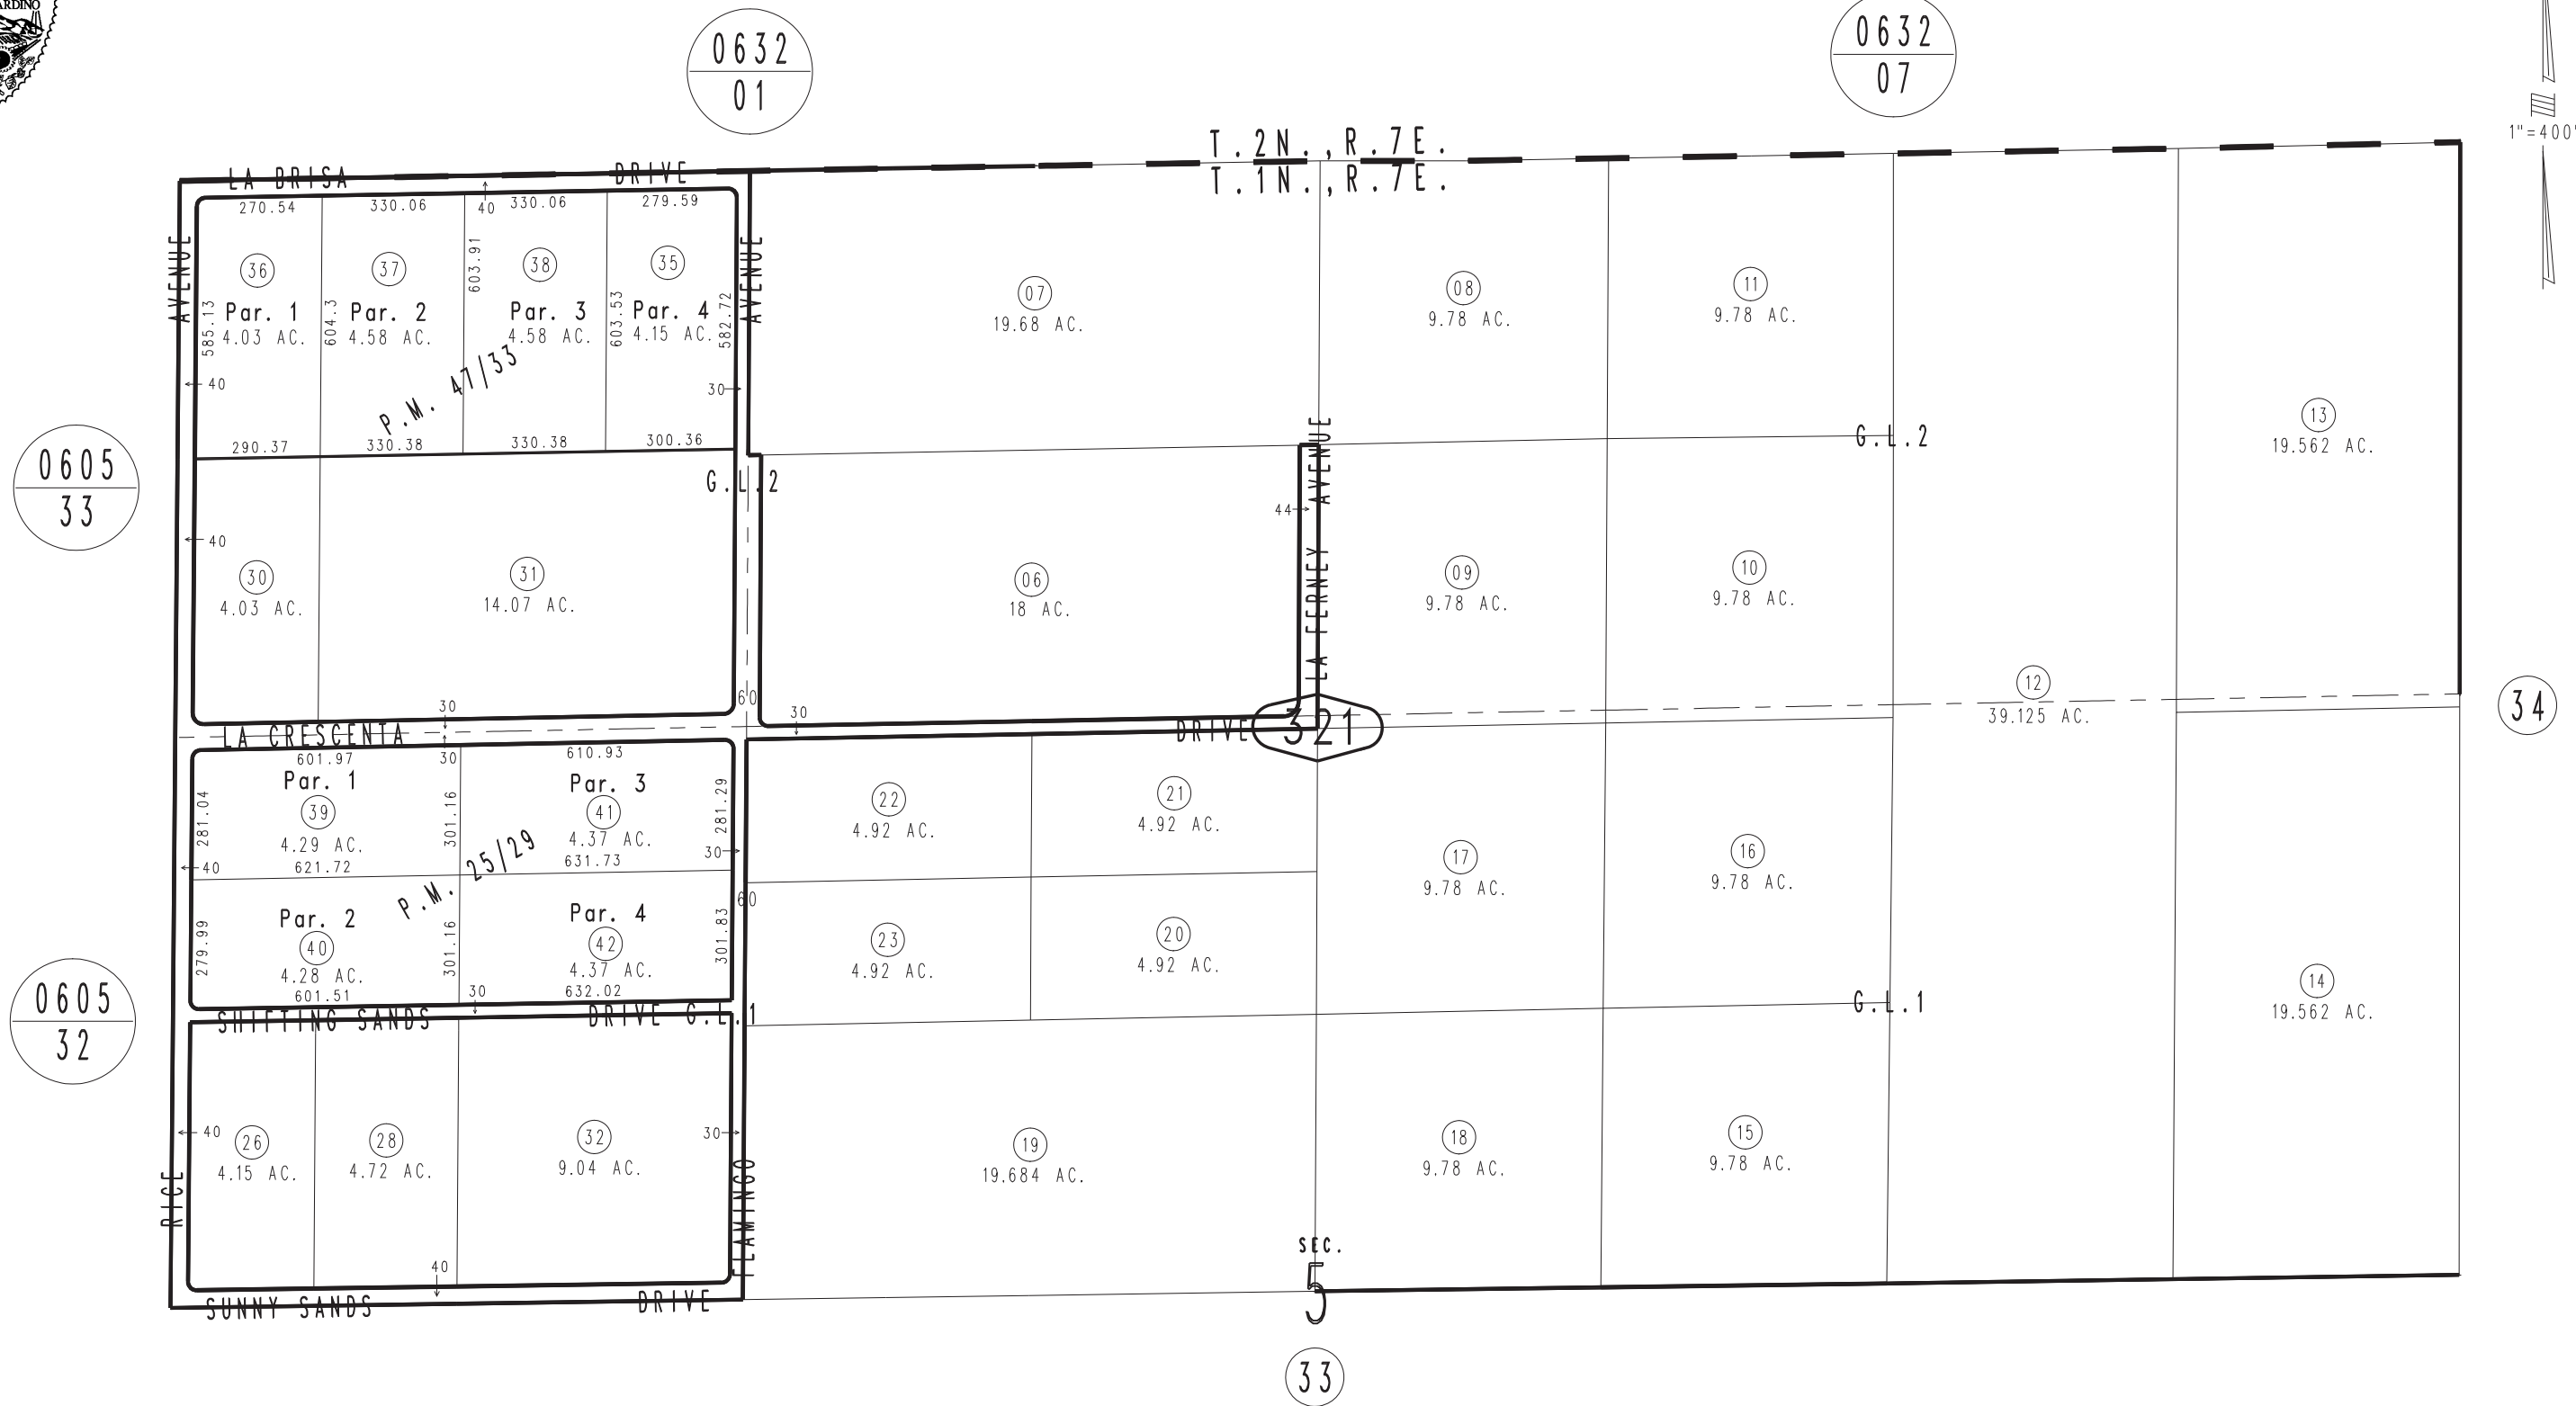 RDINO
0632
01
0632
07
1"=400'
T.2N.,R.7E.
T.1N.,R.7E.
LA BRISA DRIVE
270.54
330.06
40
330.06
279.59
AVENUE
AVENUE
36
Par. 1
4.03 AC.
585.13
37
Par. 2
4.58 AC.
604.3
38
Par. 3
4.58 AC.
603.91
35
Par. 4
4.15 AC.
603.53
582.72
P.M. 47/33
40
30
290.37
330.38
330.38
300.36
07
19.68 AC.
08
9.78 AC.
11
9.78 AC.
13
19.562 AC.
G.L.2
G.L.2
0605
33
40
30
4.03 AC.
31
14.07 AC.
06
18 AC.
44
LA FERNEY AVENUE
09
9.78 AC.
10
9.78 AC.
12
39.125 AC.
34
60
30
30
LA CRESCENTA DRIVE
321
601.97
30
610.93
Par. 1
39
4.29 AC.
621.72
281.04
301.16
Par. 3
41
4.37 AC.
631.73
281.29
P.M. 25/29
40
30
60
22
4.92 AC.
21
4.92 AC.
17
9.78 AC.
16
9.78 AC.
Par. 2
40
4.28 AC.
601.51
279.99
301.16
Par. 4
42
4.37 AC.
632.02
301.83
30
23
4.92 AC.
20
4.92 AC.
14
19.562 AC.
SHIFTING SANDS DRIVE
G.L.1
G.L.1
0605
32
40
26
4.15 AC.
28
4.72 AC.
32
9.04 AC.
30
19
19.684 AC.
18
9.78 AC.
15
9.78 AC.
RICE
FLAMINGO
40
SUNNY SANDS DRIVE
SEC.
5
33